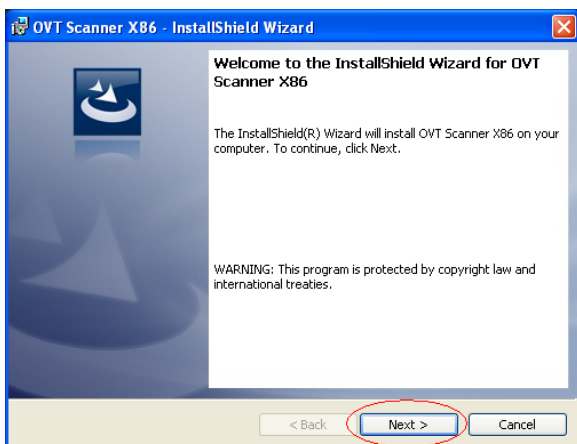 OVT Scanner X86 - InstallShield Wizard
Welcome to the InstallShield Wizard for OVT
Scanner X86
The InstallShield(R) Wizard will install OVT Scanner X86 on your
computer. To continue, click Next.
WARNING: This program is protected by copyright law and
international treaties.
< Back
Next >
Cancel